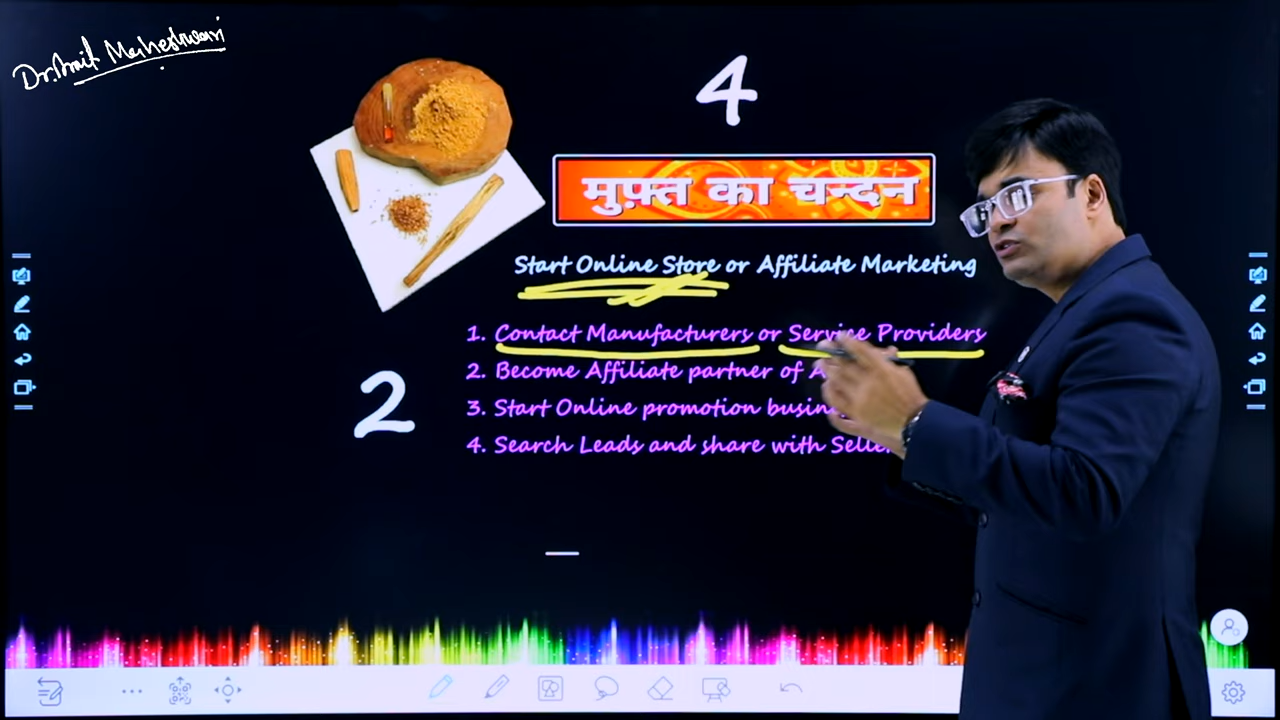 Dr. Amit Maheshwari
4
मुफ़्त का चन्दन
Start Online Store or Affiliate Marketing
1. Contact Manufacturers or Service Providers
2. Become Affiliate partner of
3. Start Online promotion
4. Search Leads and share with
2